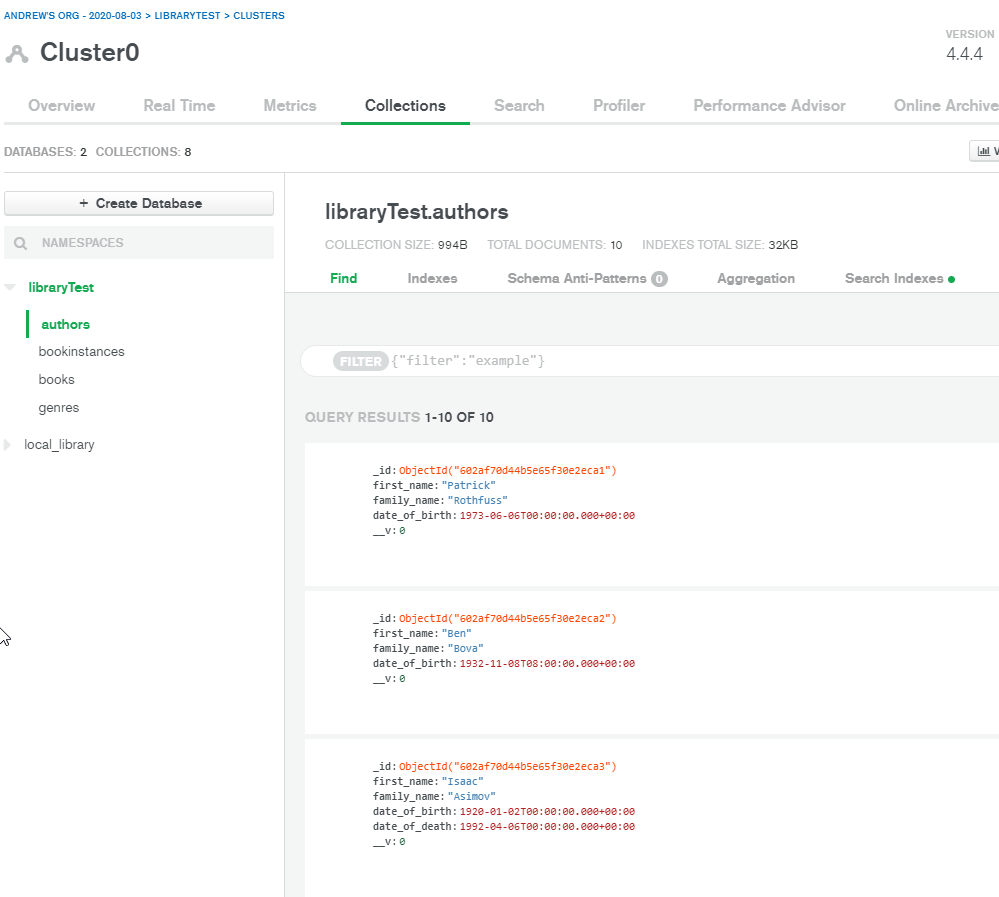 ANDREW'S ORG - 2020-08-03 > LIBRARYTEST > CLUSTERS
Cluster0
VERSION
4.4.4
Overview Real Time Metrics Collections Search Profiler Performance Advisor Online Archive
DATABASES: 2 COLLECTIONS: 8
V
+ Create Database
NAMESPACES
libraryTest
authors
bookinstances
books
genres
local_library
libraryTest.authors
COLLECTION SIZE: 994B TOTAL DOCUMENTS: 10 INDEXES TOTAL SIZE: 32KB
Find Indexes Schema Anti-Patterns 0 Aggregation Search Indexes
FILTER {"filter":"example"}
QUERY RESULTS 1-10 OF 10
_id: ObjectId("602af70d44b5e65f30e2eca1")
first_name: "Patrick"
family_name: "Rothfuss"
date_of_birth: 1973-06-06T00:00:00.000+00:00
__v: 0
_id: ObjectId("602af70d44b5e65f30e2eca2")
first_name: "Ben"
family_name: "Bova"
date_of_birth: 1932-11-08T08:00:00.000+00:00
__v: 0
_id: ObjectId("602af70d44b5e65f30e2eca3")
first_name: "Isaac"
family_name: "Asimov"
date_of_birth: 1920-01-02T00:00:00.000+00:00
date_of_death: 1992-04-06T00:00:00.000+00:00
__v: 0